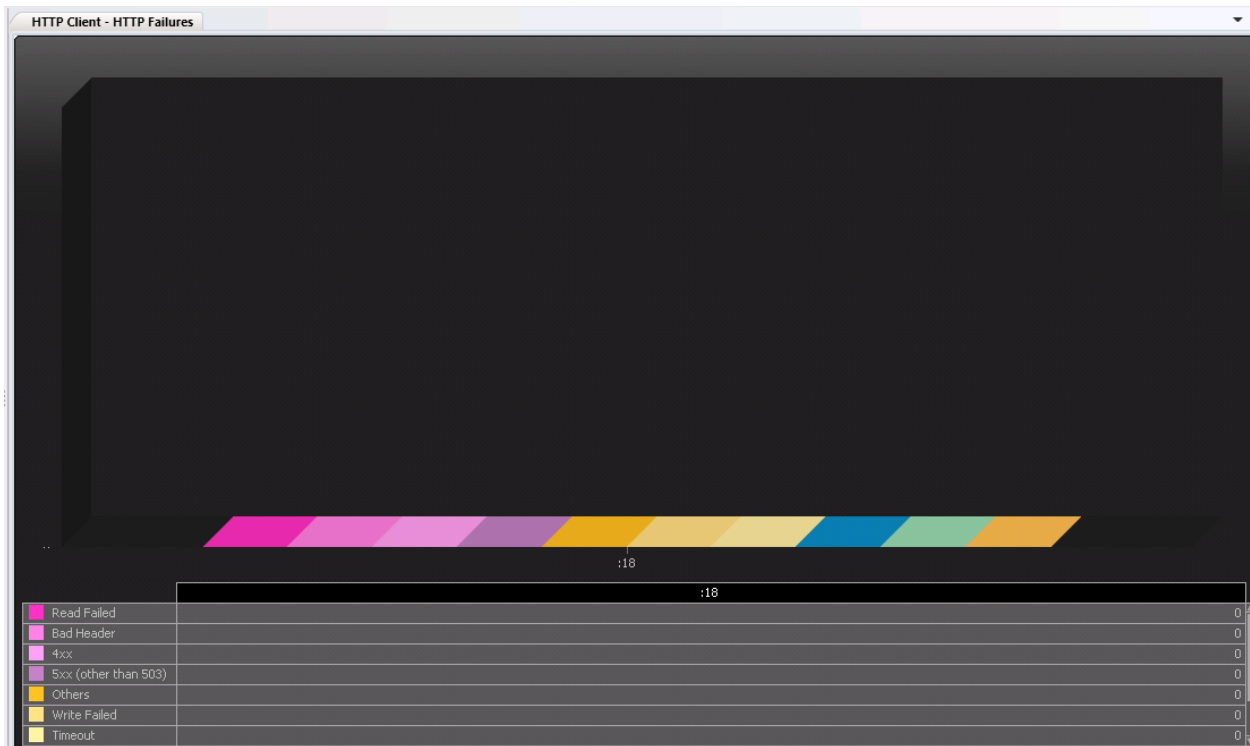 HTTP Client - HTTP Failures
:18
:18
Read Failed 0
Bad Header 0
4xx 0
5xx (other than 503) 0
Others 0
Write Failed 0
Timeout 0